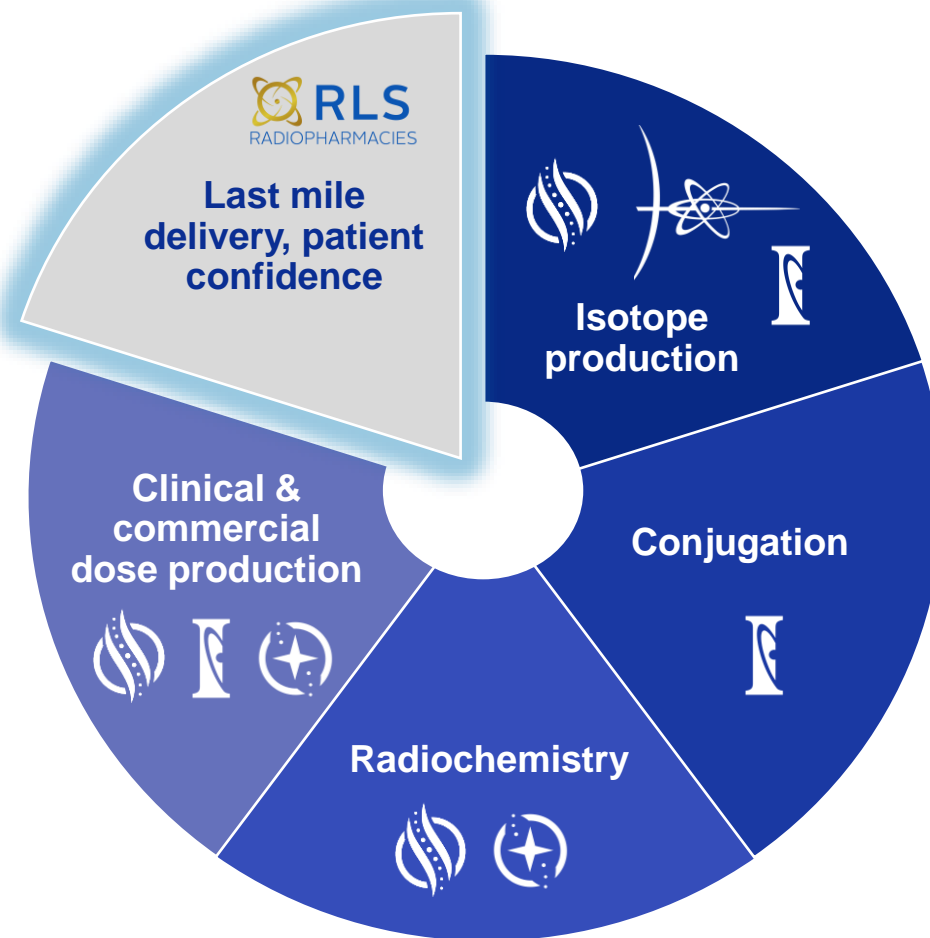 RLS
RADIOPHARMACIES
Last mile
delivery, patient
confidence
Isotope
production
Conjugation
Radiochemistry
Clinical &
commercial
dose production